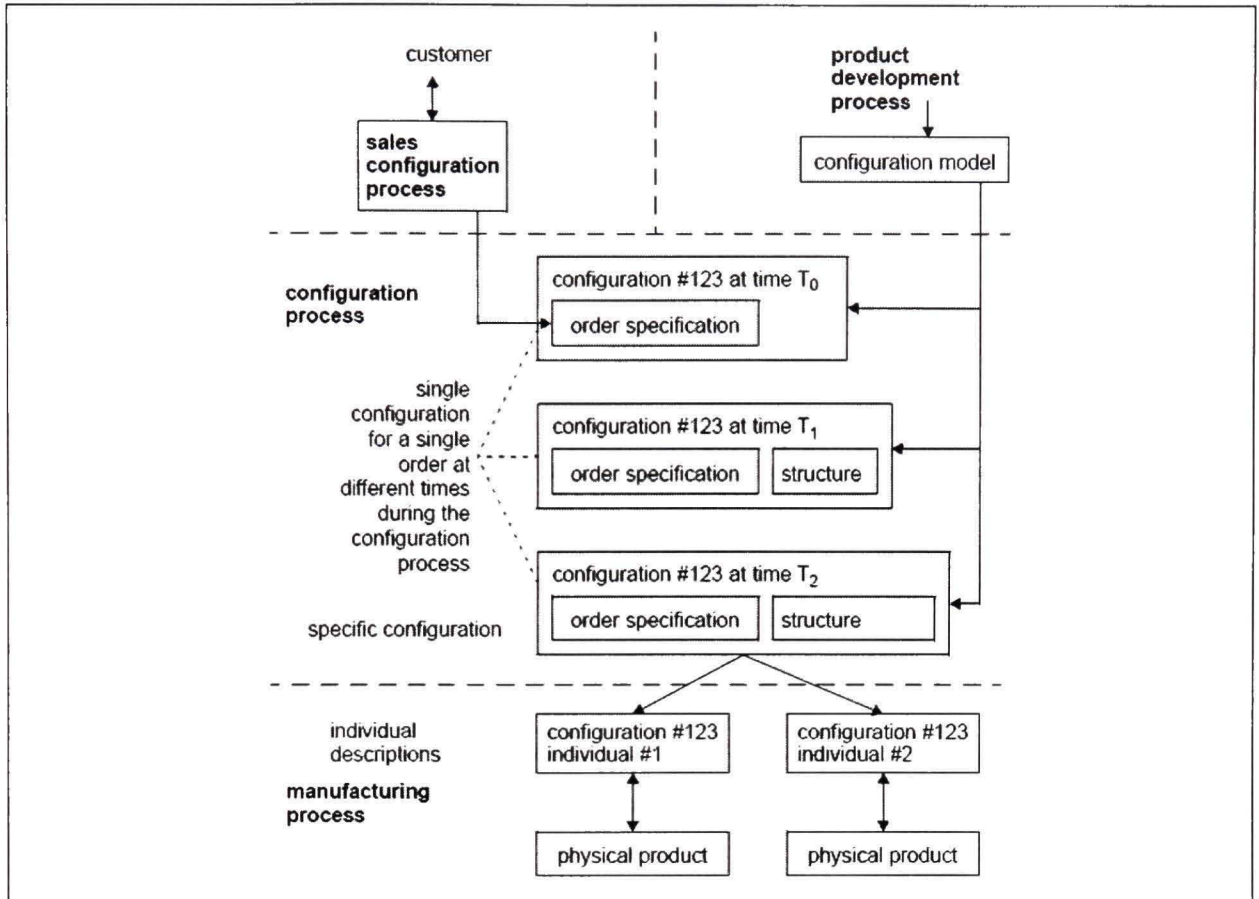 customer
product
development
process
sales
configuration
process
configuration model
configuration #123 at time T₀
configuration
process
order specification
single
configuration
for a single
order at
different times
during the
configuration
process
configuration #123 at time T₁
order specification structure
configuration #123 at time T₂
order specification structure
specific configuration
individual
descriptions
configuration #123
individual #1
configuration #123
individual #2
manufacturing
process
physical product
physical product